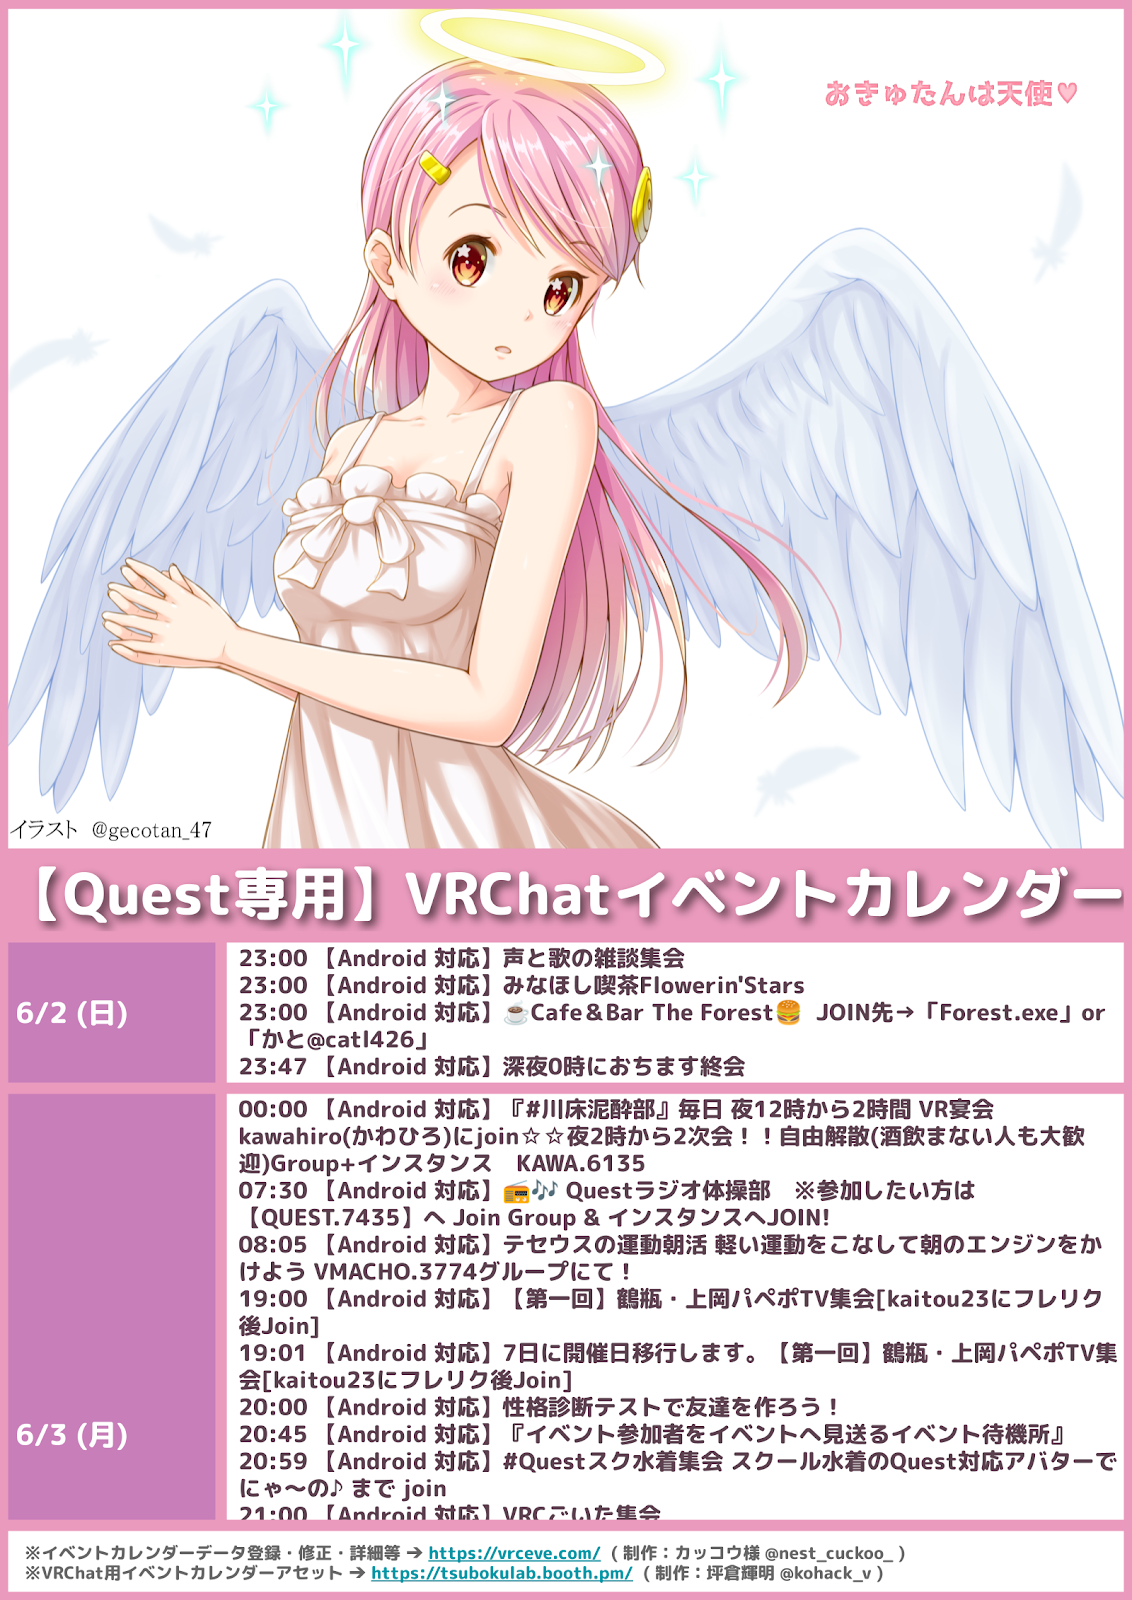 おきゅたんは天使♥
イラスト @gecotan_47
【Quest専用】VRChatイベントカレンダー
6/2 (日)
23:00 【Android 対応】声と歌の雑談集会
23:00 【Android 対応】みなほし喫茶Flowerin'Stars
23:00 【Android 対応】☕Cafe＆Bar The Forest🍔 JOIN先→「Forest.exe」or
「かと@catl426」
23:47 【Android 対応】深夜0時におちます終会
6/3 (月)
00:00 【Android 対応】『#川床泥酔部』毎日 夜12時から2時間 VR宴会
kawahiro(かわひろ)にjoin☆☆夜2時から2次会！！自由解散(酒飲まない人も大歓
迎)Group+インスタンス　KAWA.6135
07:30 【Android 対応】📻🎶 Questラジオ体操部　※参加したい方は
【QUEST.7435】へ Join Group & インスタンスへJOIN!
08:05 【Android 対応】テセウスの運動朝活 軽い運動をこなして朝のエンジンをか
けよう VMACHO.3774グループにて！
19:00 【Android 対応】【第一回】鶴瓶・上岡パペポTV集会[kaitou23にフレリク
後Join]
19:01 【Android 対応】7日に開催日移行します。【第一回】鶴瓶・上岡パペポTV集
会[kaitou23にフレリク後Join]
20:00 【Android 対応】性格診断テストで友達を作ろう！
20:45 【Android 対応】『イベント参加者をイベントへ見送るイベント待機所』
20:59 【Android 対応】#Questスク水着集会 スクール水着のQuest対応アバターで
にゃ〜の♪ まで join
21:00 【Android 対応】VRCごいた集会
※イベントカレンダーデータ登録・修正・詳細等 ➔ https://vrceve.com/ ( 制作：カッコウ様 @nest_cuckoo_ )
※VRChat用イベントカレンダーアセット ➔ https://tsubokulab.booth.pm/ ( 制作：坪倉輝明 @kohack_v )